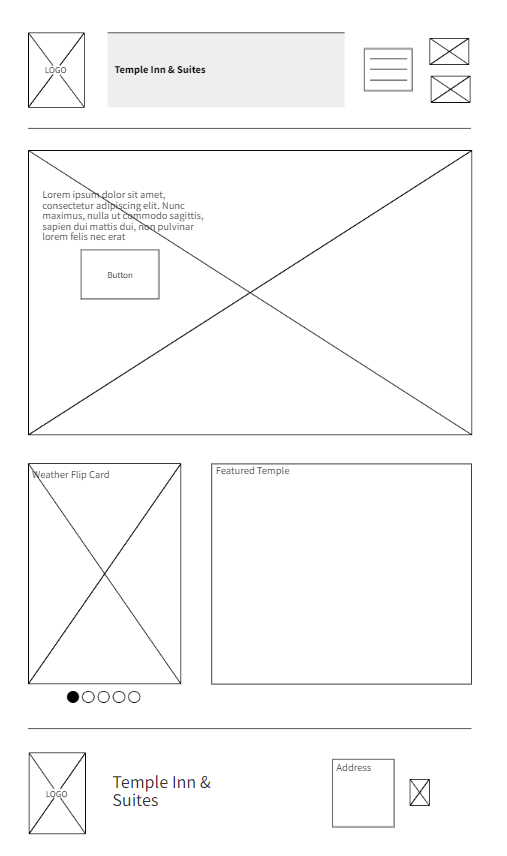 LOGO
Temple Inn & Suites
Lorem ipsum dolor sit amet,
consectetur adipiscing elit. Nunc
maximus, nulla ut commodo sagittis,
sapien dui mattis dui, non pulvinar
lorem felis nec erat
Button
Weather Flip Card
Featured Temple
LOGO
Temple Inn &
Suites
Address